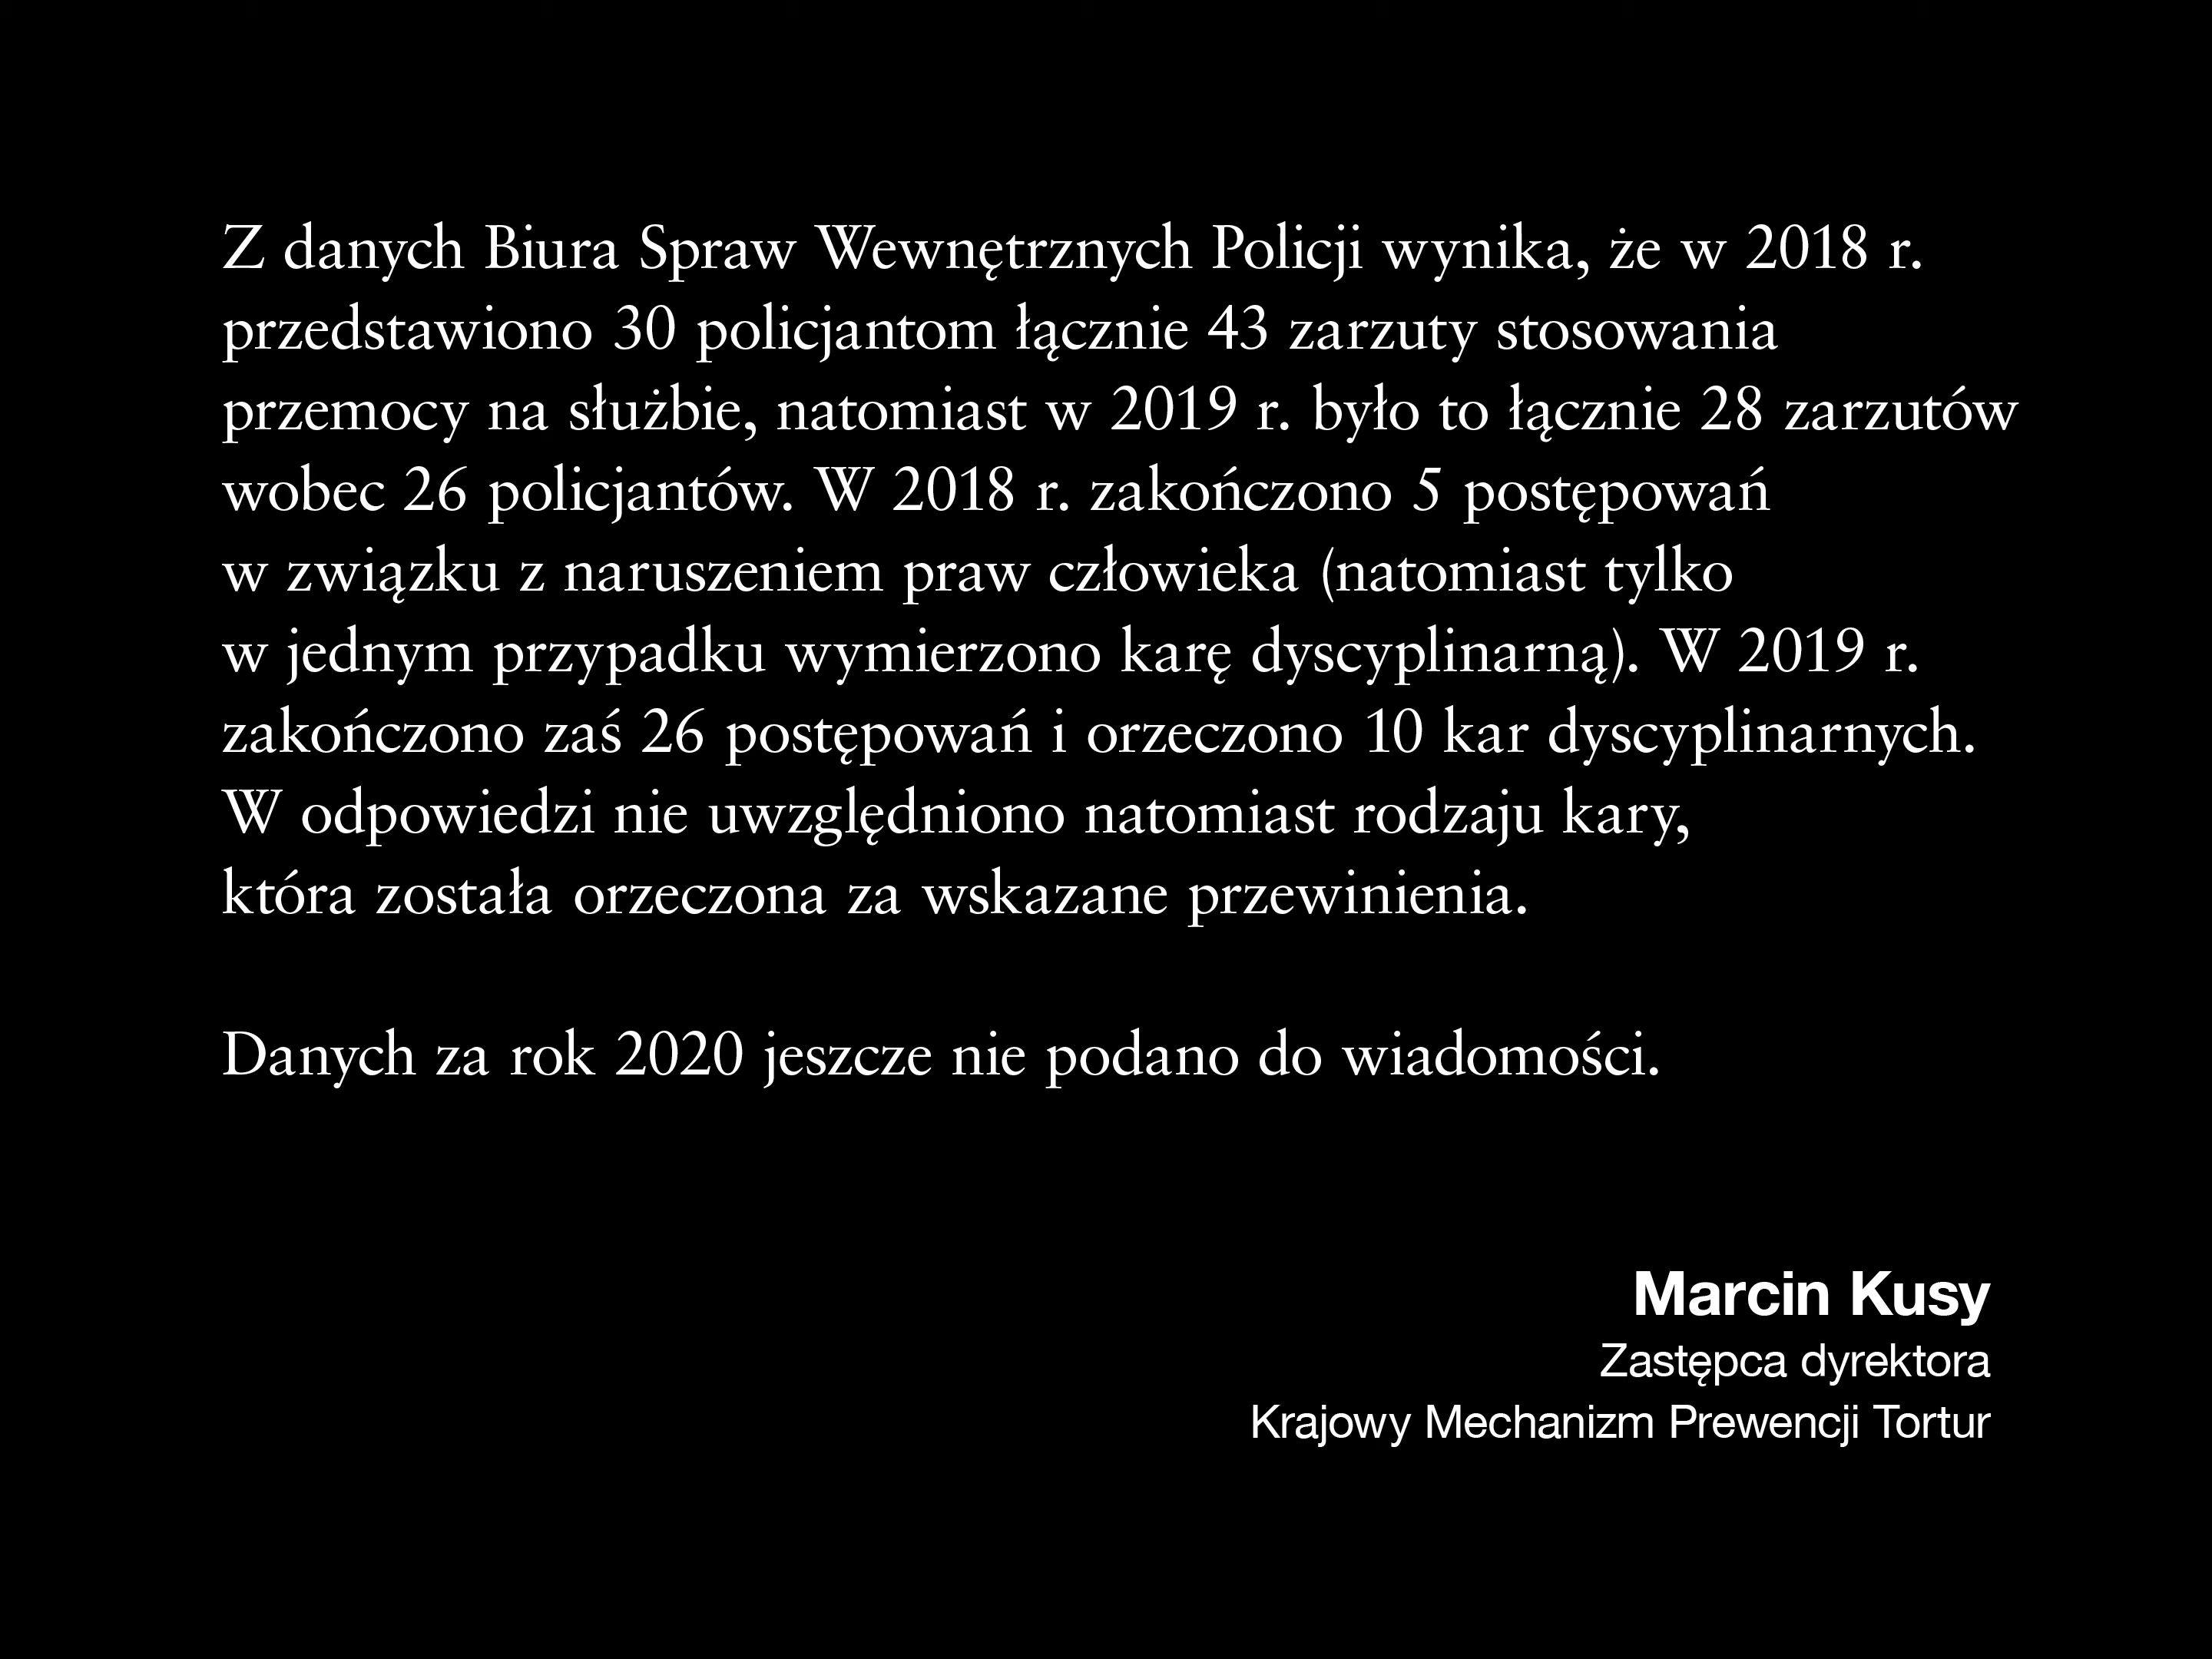 Z danych Biura Spraw Wewnętrznych Policji wynika, że w 2018 r.
przedstawiono 30 policjantom łącznie 43 zarzuty stosowania
przemocy na służbie, natomiast w 2019 r. było to łącznie 28 zarzutów
wobec 26 policjantów. W 2018 r. zakończono 5 postępowań
w związku z naruszeniem praw człowieka (natomiast tylko
w jednym przypadku wymierzono karę dyscyplinarną). W 2019 r.
zakończono zaś 26 postępowań i orzeczono 10 kar dyscyplinarnych.
W odpowiedzi nie uwzględniono natomiast rodzaju kary,
która została orzeczona za wskazane przewinienia.
Danych za rok 2020 jeszcze nie podano do wiadomości.
Marcin Kusy
Zastępca dyrektora
Krajowy Mechanizm Prewencji Tortur